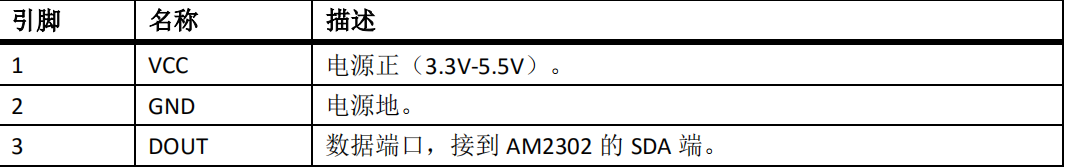 引脚 名称 描述
1 VCC 电源正（3.3V-5.5V）。
2 GND 电源地。
3 DOUT 数据端口，接到 AM2302 的 SDA 端。